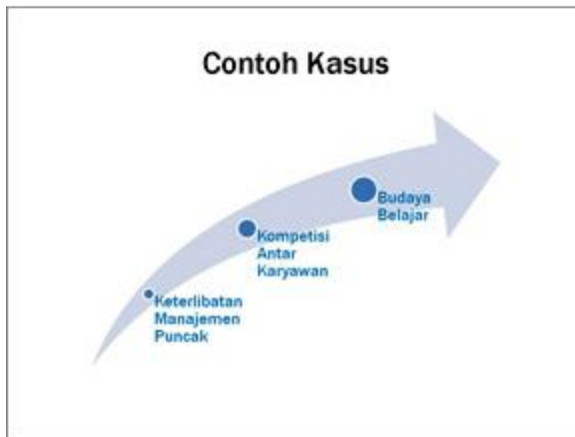 Contoh Kasus
Budaya
Belajar
Kompetisi
Antar
Karyawan
Keterlibatan
Manajemen
Puncak